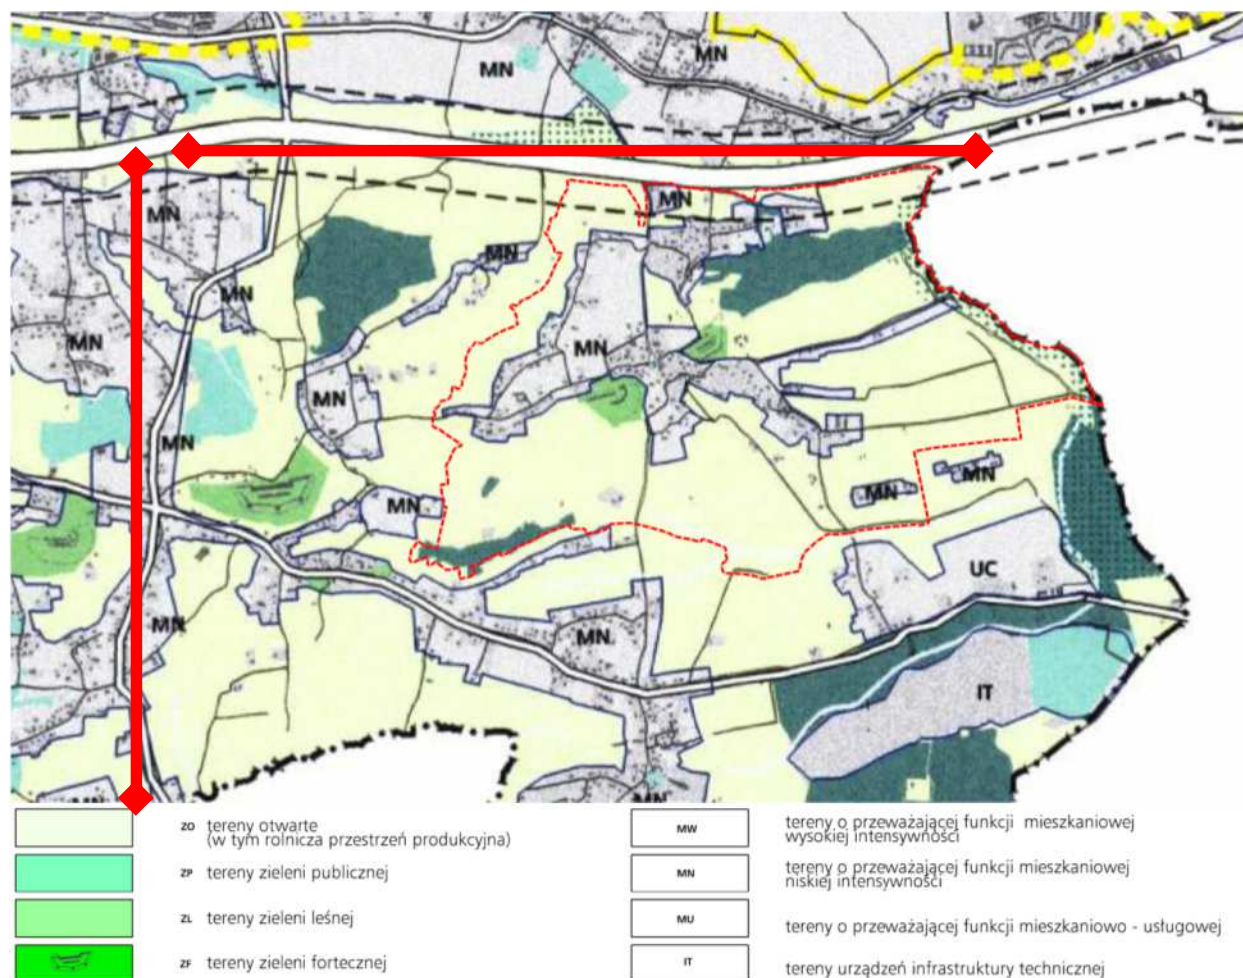 MN
MN
MN
MN
MN
MN
MN
MN
MN
MN
MN
MN
MN
MN
UC
MN
MN
IT
MN
MN
ZO tereny otwarte
(w tym rolnicza przestrzeń produkcyjna)
ZP tereny zieleni publicznej
ZL tereny zieleni leśnej
ZF tereny zieleni fortecznej
MW tereny o przeważającej funkcji mieszkaniowej
wysokiej intensywności
MN tereny o przeważającej funkcji mieszkaniowej
niskiej intensywności
MU tereny o przeważającej funkcji mieszkaniowo - usługowej
IT tereny urządzeń infrastruktury technicznej